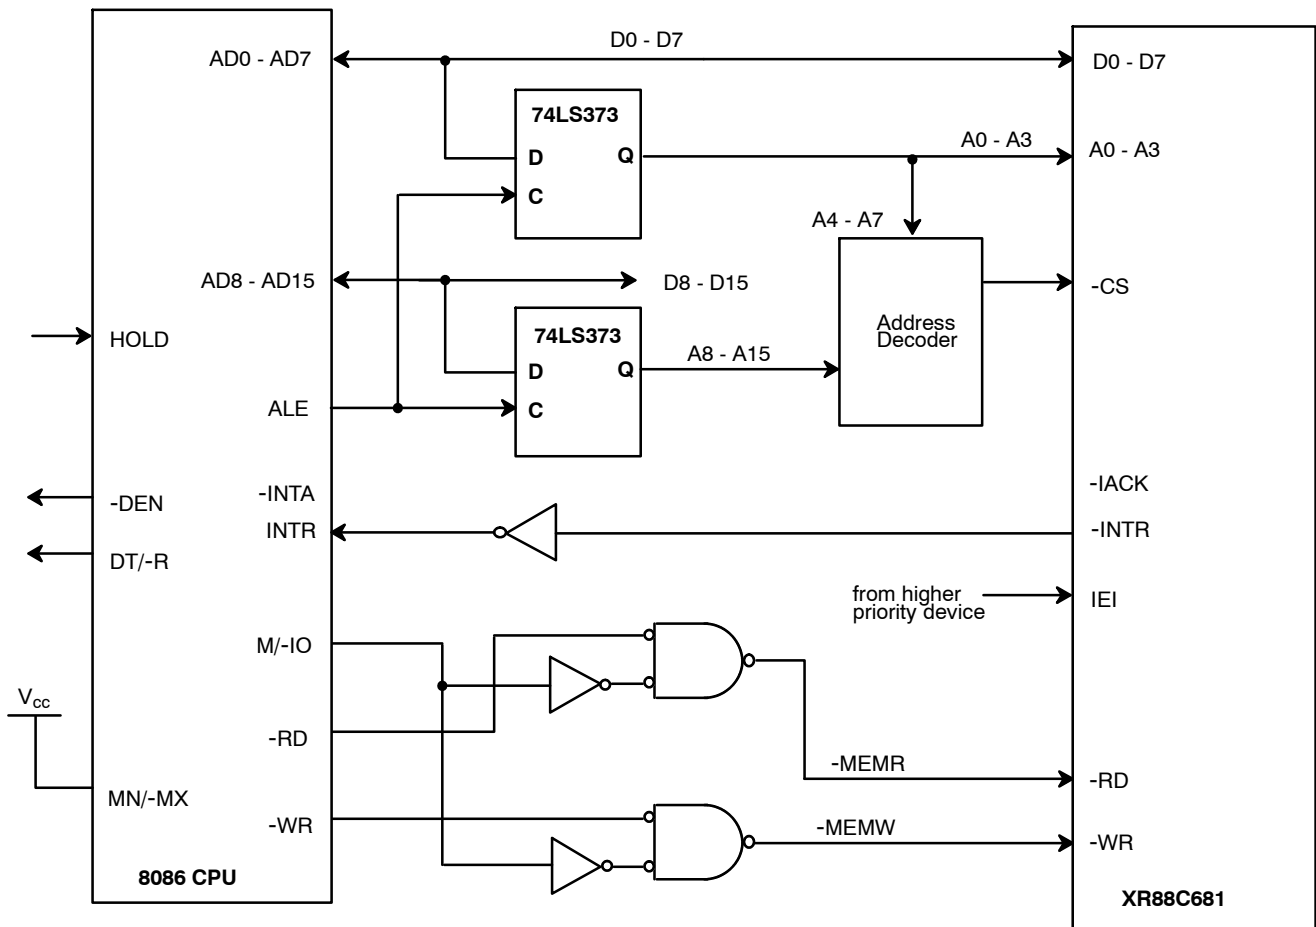 AD0 - AD7
D0 - D7
D0 - D7
74LS373
D
Q
C
A0 - A3
A0 - A3
A4 - A7
AD8 - AD15
D8 - D15
-CS
74LS373
D
Q
C
A8 - A15
Address
Decoder
HOLD
ALE
-DEN
-INTA
INTR
DT/-R
-IACK
-INTR
from higher
priority device
IEI
M/-IO
Vcc
-RD
MN/-MX
-MEMR
-RD
-WR
-MEMW
-WR
8086 CPU
XR88C681